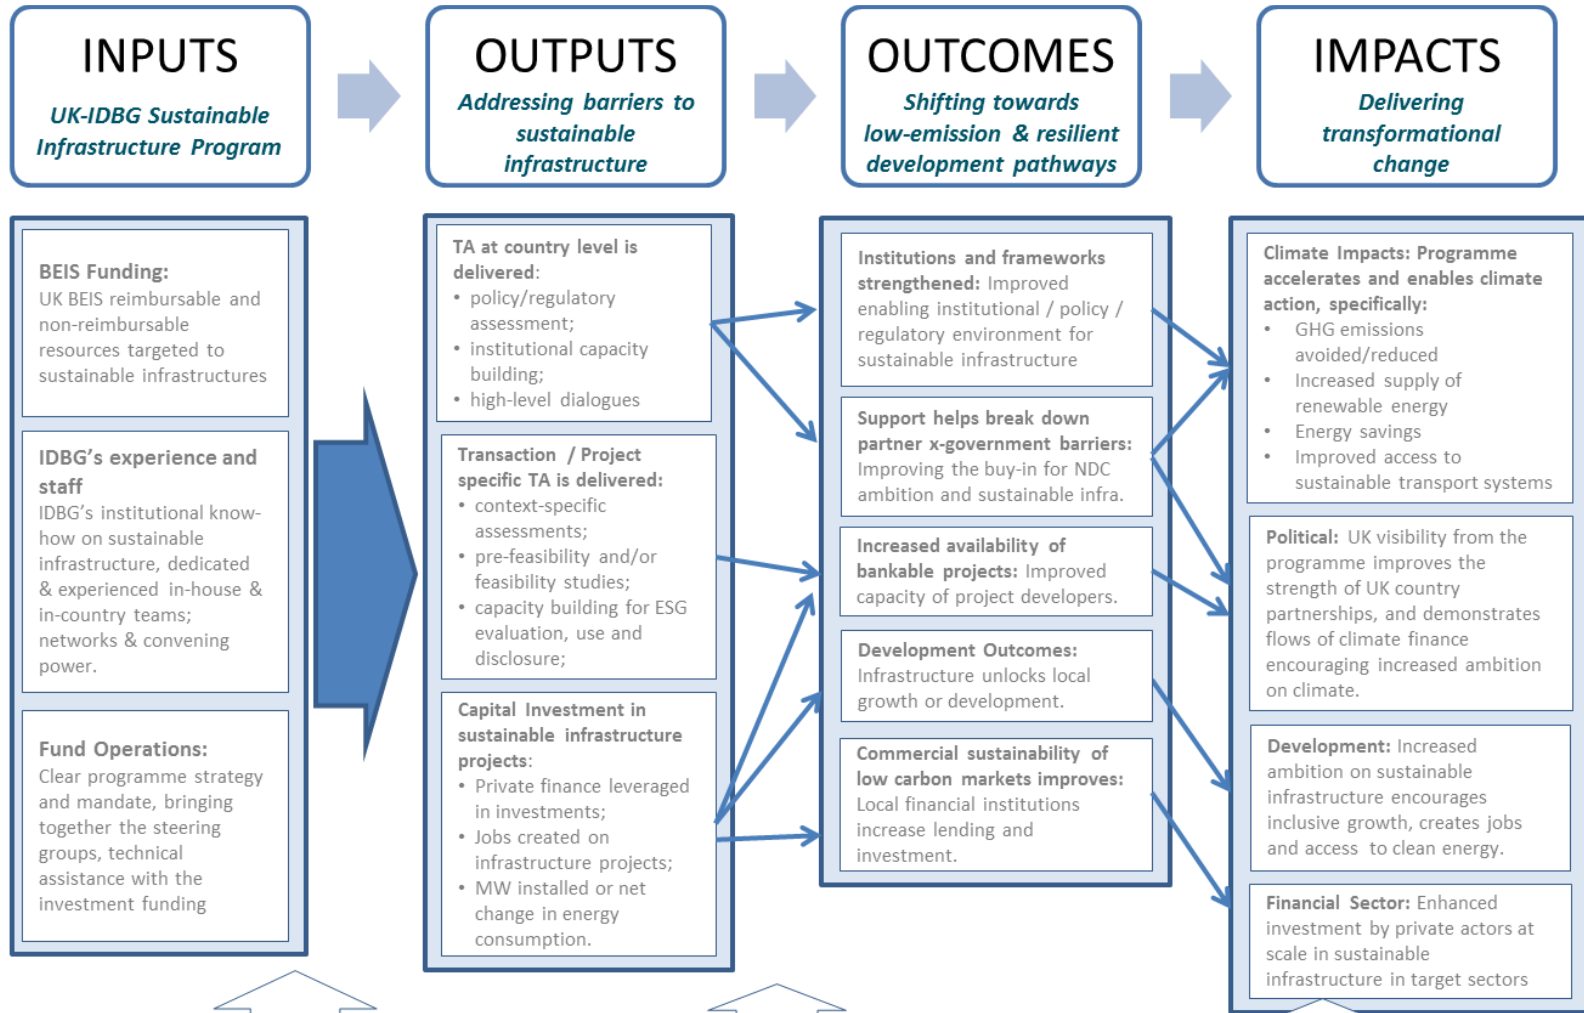 INPUTS
UK-IDBG Sustainable
Infrastructure Program
OUTPUTS
Addressing barriers to
sustainable
infrastructure
OUTCOMES
Shifting towards
low-emission & resilient
development pathways
IMPACTS
Delivering
transformational
change
BEIS Funding:
UK BEIS reimbursable and
non-reimbursable
resources targeted to
sustainable infrastructures
IDBG's experience and
staff
IDBG's institutional know-
how on sustainable
infrastructure, dedicated
& experienced in-house &
in-country teams;
networks & convening
power.
Fund Operations:
Clear programme strategy
and mandate, bringing
together the steering
groups, technical
assistance with the
investment funding
TA at country level is
delivered:
• policy/regulatory
assessment;
• institutional capacity
building;
• high-level dialogues
Transaction / Project
specific TA is delivered:
• context-specific
assessments;
• pre-feasibility and/or
feasibility studies;
• capacity building for ESG
evaluation, use and
disclosure;
Capital Investment in
sustainable infrastructure
projects:
• Private finance leveraged
in investments;
• Jobs created on
infrastructure projects;
• MW installed or net
change in energy
consumption.
Institutions and frameworks
strengthened: Improved
enabling institutional / policy /
regulatory environment for
sustainable infrastructure
Support helps break down
partner x-government barriers:
Improving the buy-in for NDC
ambition and sustainable infra.
Increased availability of
bankable projects: Improved
capacity of project developers.
Development Outcomes:
Infrastructure unlocks local
growth or development.
Commercial sustainability of
low carbon markets improves:
Local financial institutions
increase lending and
investment.
Climate Impacts: Programme
accelerates and enables climate
action, specifically:
• GHG emissions
avoided/reduced
• Increased supply of
renewable energy
• Energy savings
• Improved access to
sustainable transport systems
Political: UK visibility from the
programme improves the
strength of UK country
partnerships, and demonstrates
flows of climate finance
encouraging increased ambition
on climate.
Development: Increased
ambition on sustainable
infrastructure encourages
inclusive growth, creates jobs
and access to clean energy.
Financial Sector: Enhanced
investment by private actors at
scale in sustainable
infrastructure in target sectors